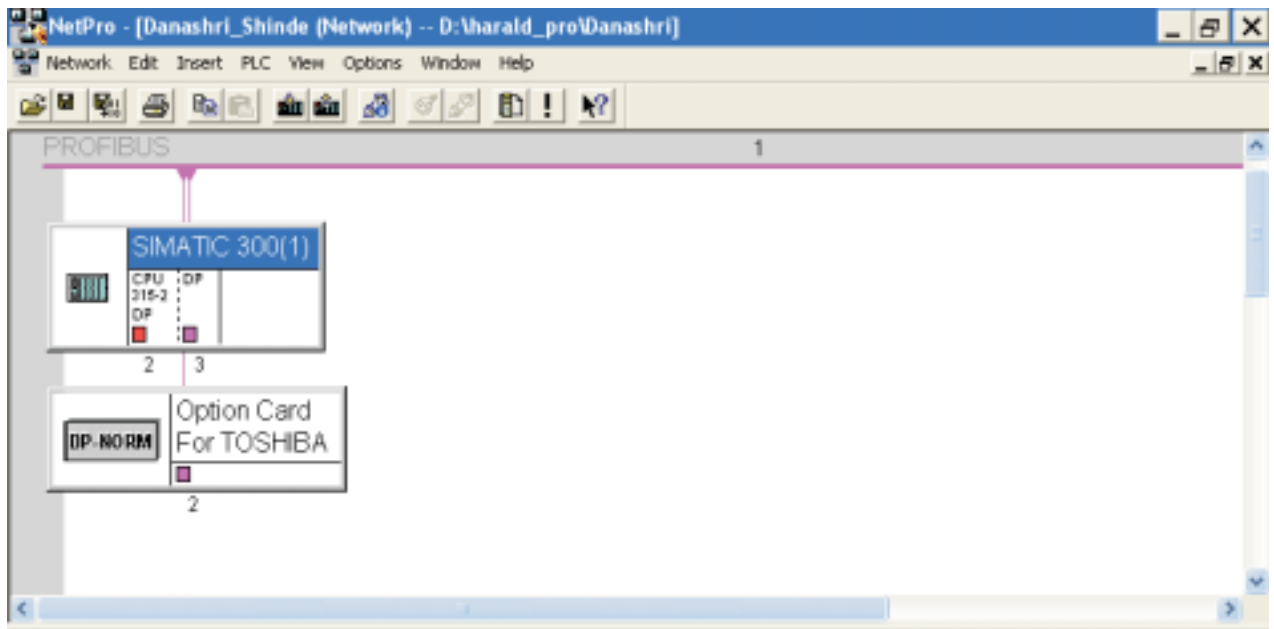 NetPro - [Danashri_Shinde (Network) -- D:\harald_pro\Danashri]
Network Edit Insert PLC View Options Window Help
PROFIBUS 1
SIMATIC 300(1)
CPU DP
315-2
DP
2 3
Option Card
DP-NORM For TOSHIBA
2